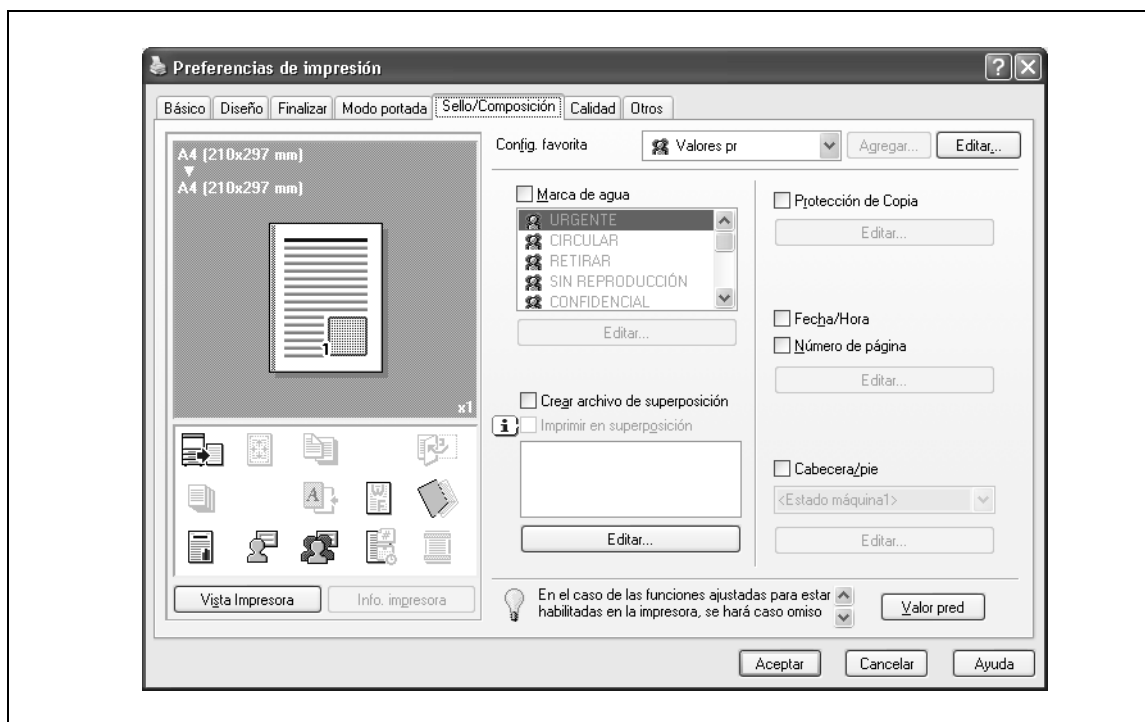 Preferencias de impresión
Básico Diseño Finalizar Modo portada Sello/Composición Calidad Otros
A4 (210x297 mm)
A4 (210x297 mm)
1
x1
Vista Impresora
Info. impresora
Config. favorita
Valores pr
Agregar...
Editar...
Marca de agua
URGENTE
CIRCULAR
RETIRAR
SIN REPRODUCCIÓN
CONFIDENCIAL
Editar...
Crear archivo de superposición
Imprimir en superposición
Editar...
Protección de Copia
Editar...
Fecha/Hora
Número de página
Editar...
Cabecera/pie
<Estado máquina1>
Editar...
En el caso de las funciones ajustadas para estar
habilitadas en la impresora, se hará caso omiso
Valor pred
Aceptar
Cancelar
Ayuda